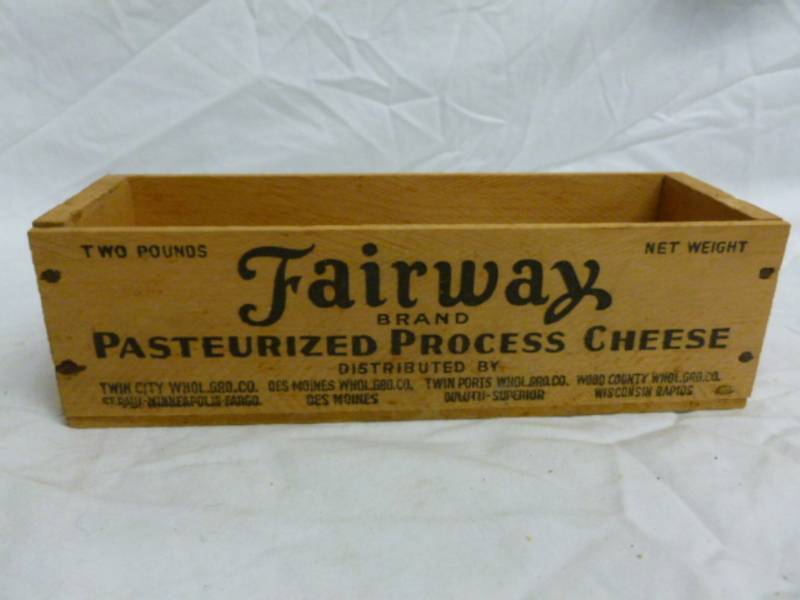 TWO POUNDS NET WEIGHT
Fairway
BRAND
PASTEURIZED PROCESS CHEESE
DISTRIBUTED BY
TWIN CITY WHOL.GRO.CO. DES MOINES WHOL.GRO.CO. TWIN PORTS WHOL.GRO.CO. WOOD COUNTY WHOL.GRO.CO.
ST. PAUL-MINNEAPOLIS-FARGO. DES MOINES DULUTH-SUPERIOR WISCONSIN RAPIDS